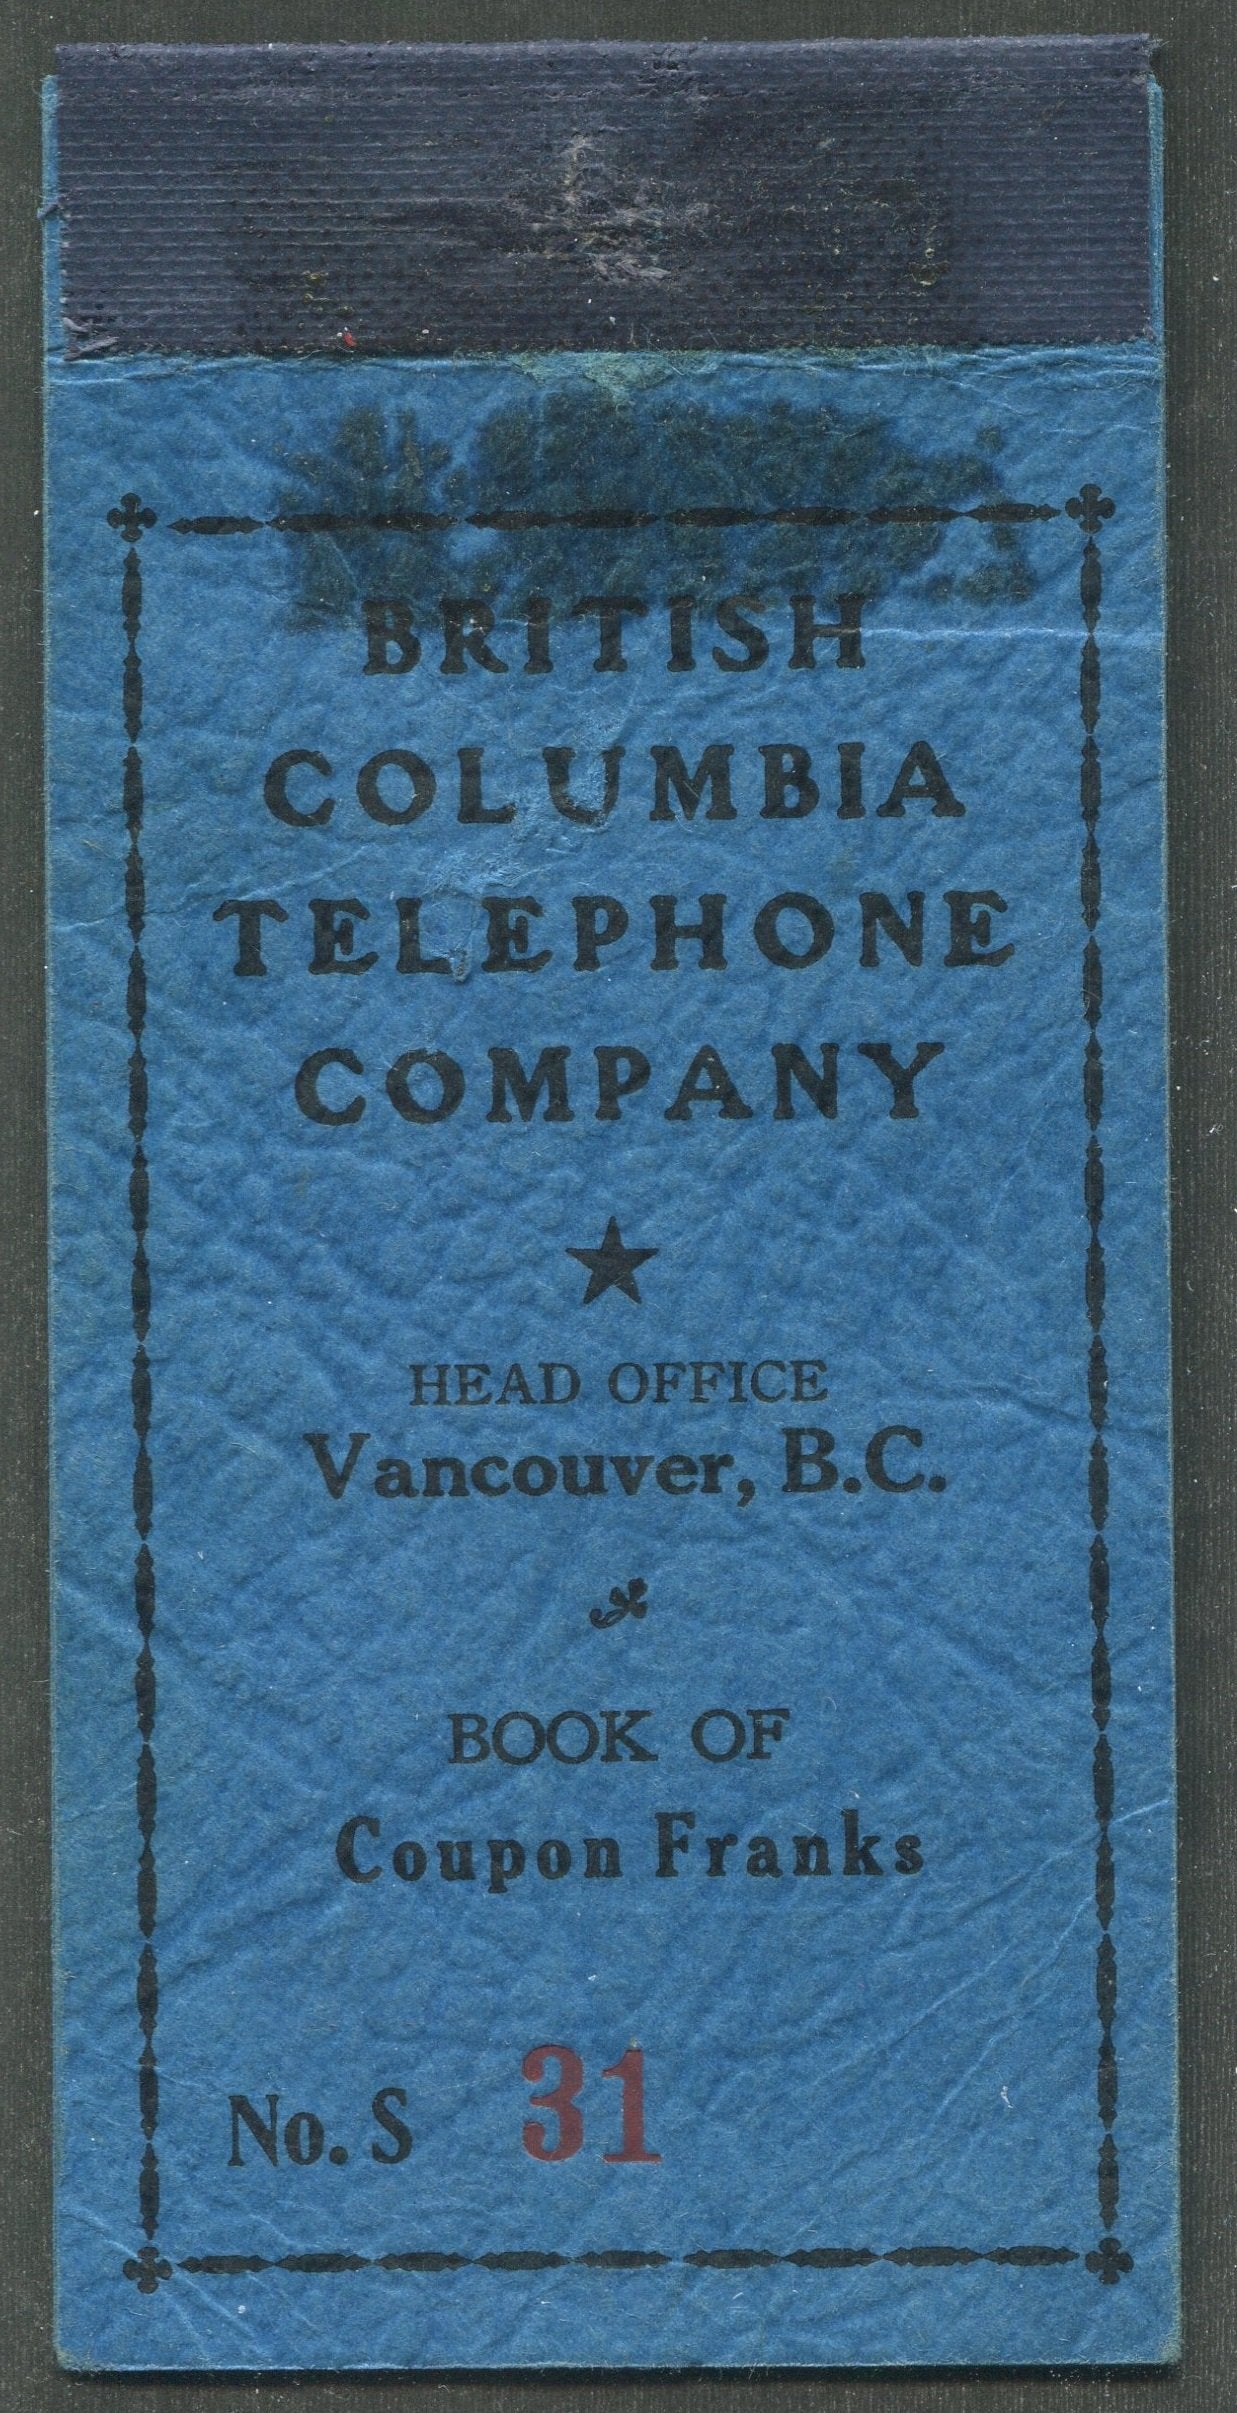 BRITISH
COLUMBIA
TELEPHONE
COMPANY
HEAD OFFICE
Vancouver, B.C.
BOOK OF
Coupon Franks
No. S 31